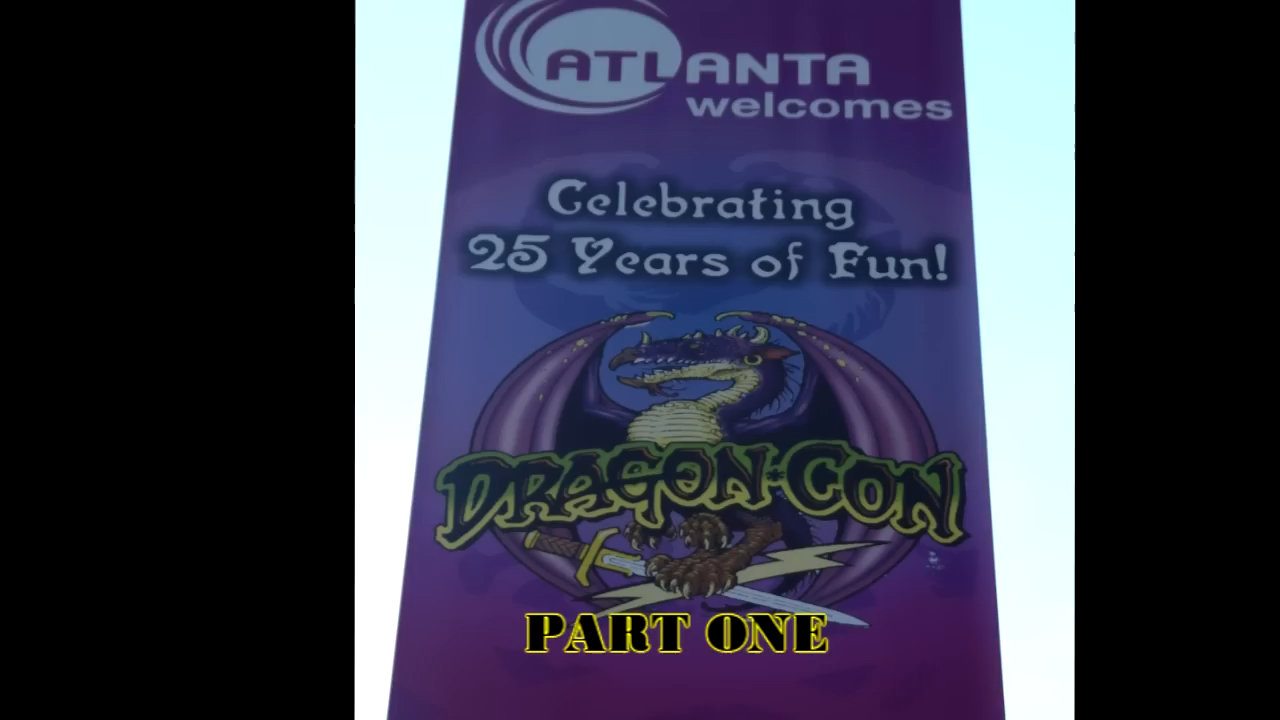 ATLANTA
welcomes
Celebrating
25 Years of Fun!
DRAGON*CON
PART ONE